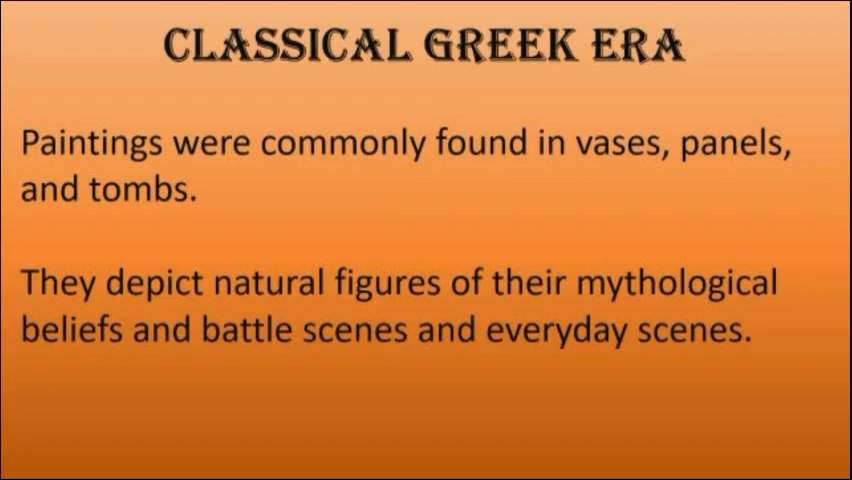 CLASSICAL GREEK ERA
Paintings were commonly found in vases, panels,
and tombs.
They depict natural figures of their mythological
beliefs and battle scenes and everyday scenes.